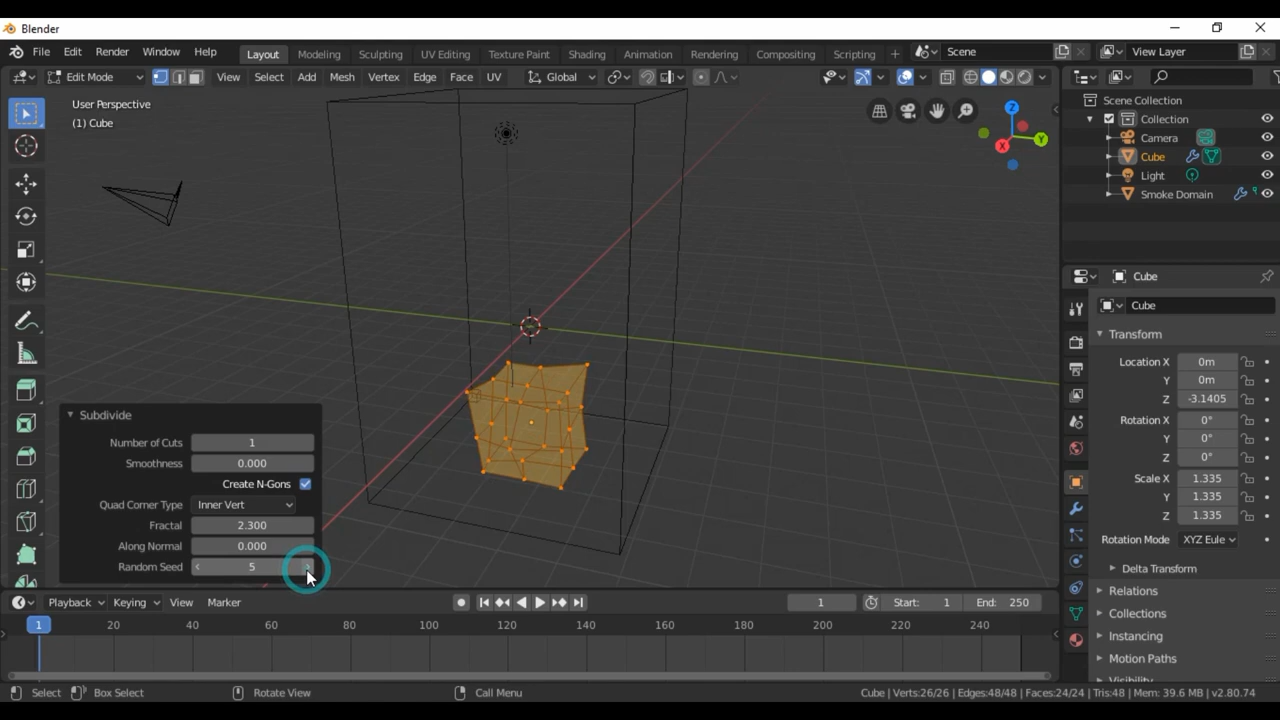 Blender
File Edit Render Window Help
Layout Modeling Sculpting UV Editing Texture Paint Shading Animation Rendering Compositing Scripting +
Scene
View Layer
Edit Mode View Select Add Mesh Vertex Edge Face UV Global
User Perspective
(1) Cube
Z
Y
X
Scene Collection
Collection
Camera
Cube
Light
Smoke Domain
Cube
Cube
Transform
Location X 0m
Y 0m
Z -3.1405
Rotation X 0°
Y 0°
Z 0°
Scale X 1.335
Y 1.335
Z 1.335
Rotation Mode XYZ Eule
Delta Transform
Relations
Collections
Instancing
Motion Paths
Visibility
Subdivide
Number of Cuts 1
Smoothness 0.000
Create N-Gons
Quad Corner Type Inner Vert
Fractal 2.300
Along Normal 0.000
Random Seed 5
Playback Keying View Marker
1 Start: 1 End: 250
1 20 40 60 80 100 120 140 160 180 200 220 240
Select Box Select Rotate View Call Menu
Cube | Verts:26/26 | Edges:48/48 | Faces:24/24 | Tris:48 | Mem: 39.6 MB | v2.80.74